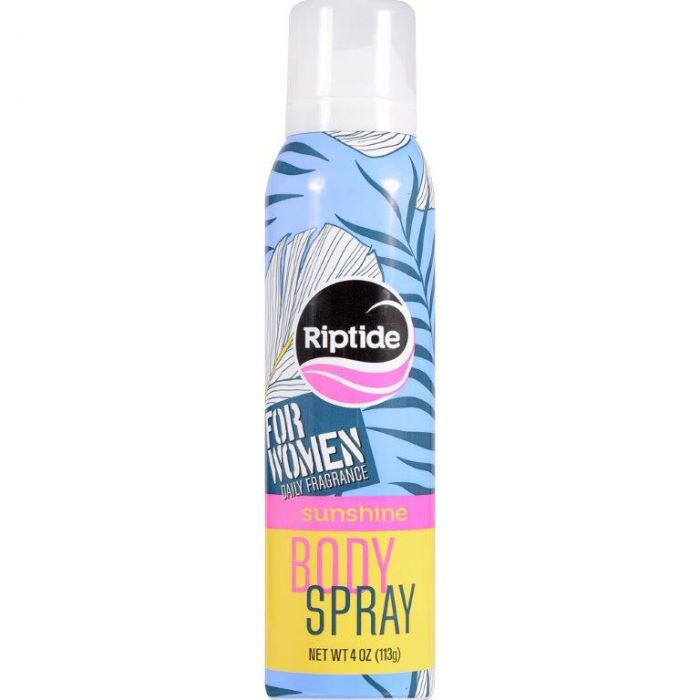 Riptide
FOR
WOMEN
DAILY FRAGRANCE
sunshine
BODY
SPRAY
NET WT 4 OZ (113g)